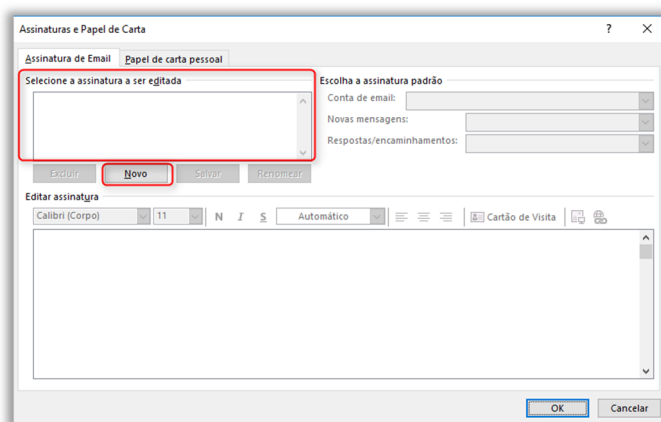 Assinaturas e Papel de Carta ?
Assinatura de Email Papel de carta pessoal
Selecione a assinatura a ser editada Escolha a assinatura padrão
Conta de email:
Novas mensagens:
Respostas/encaminhamentos:
Excluir Novo Salvar Renomear
Editar assinatura
Calibri (Corpo) 11 N I S Automático Cartão de Visita
OK Cancelar